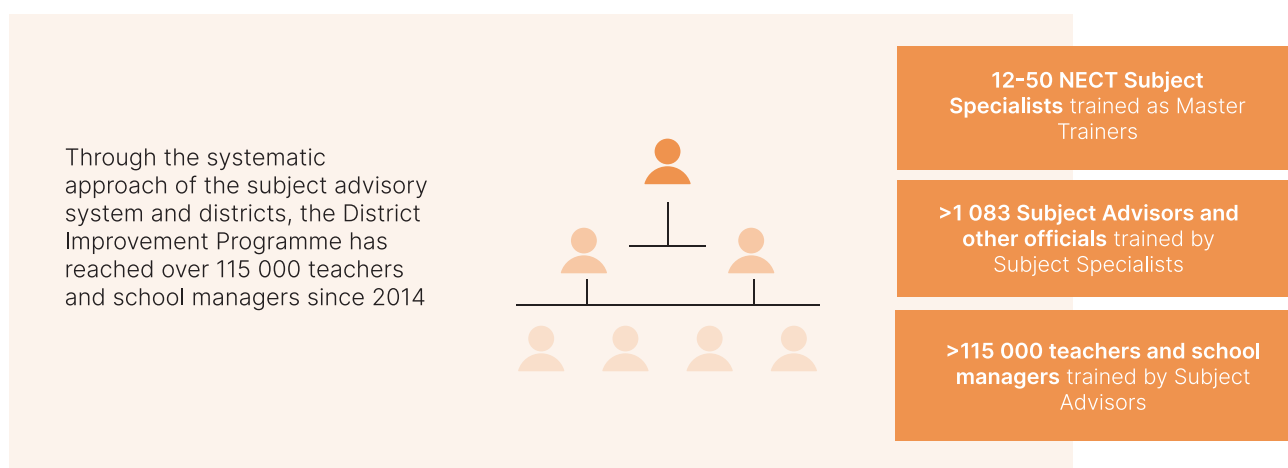 Through the systematic
approach of the subject advisory
system and districts, the District
Improvement Programme has
reached over 115 000 teachers
and school managers since 2014
12-50 NECT Subject
Specialists trained as Master
Trainers
>1 083 Subject Advisors and
other officials trained by
Subject Specialists
>115 000 teachers and school
managers trained by Subject
Advisors